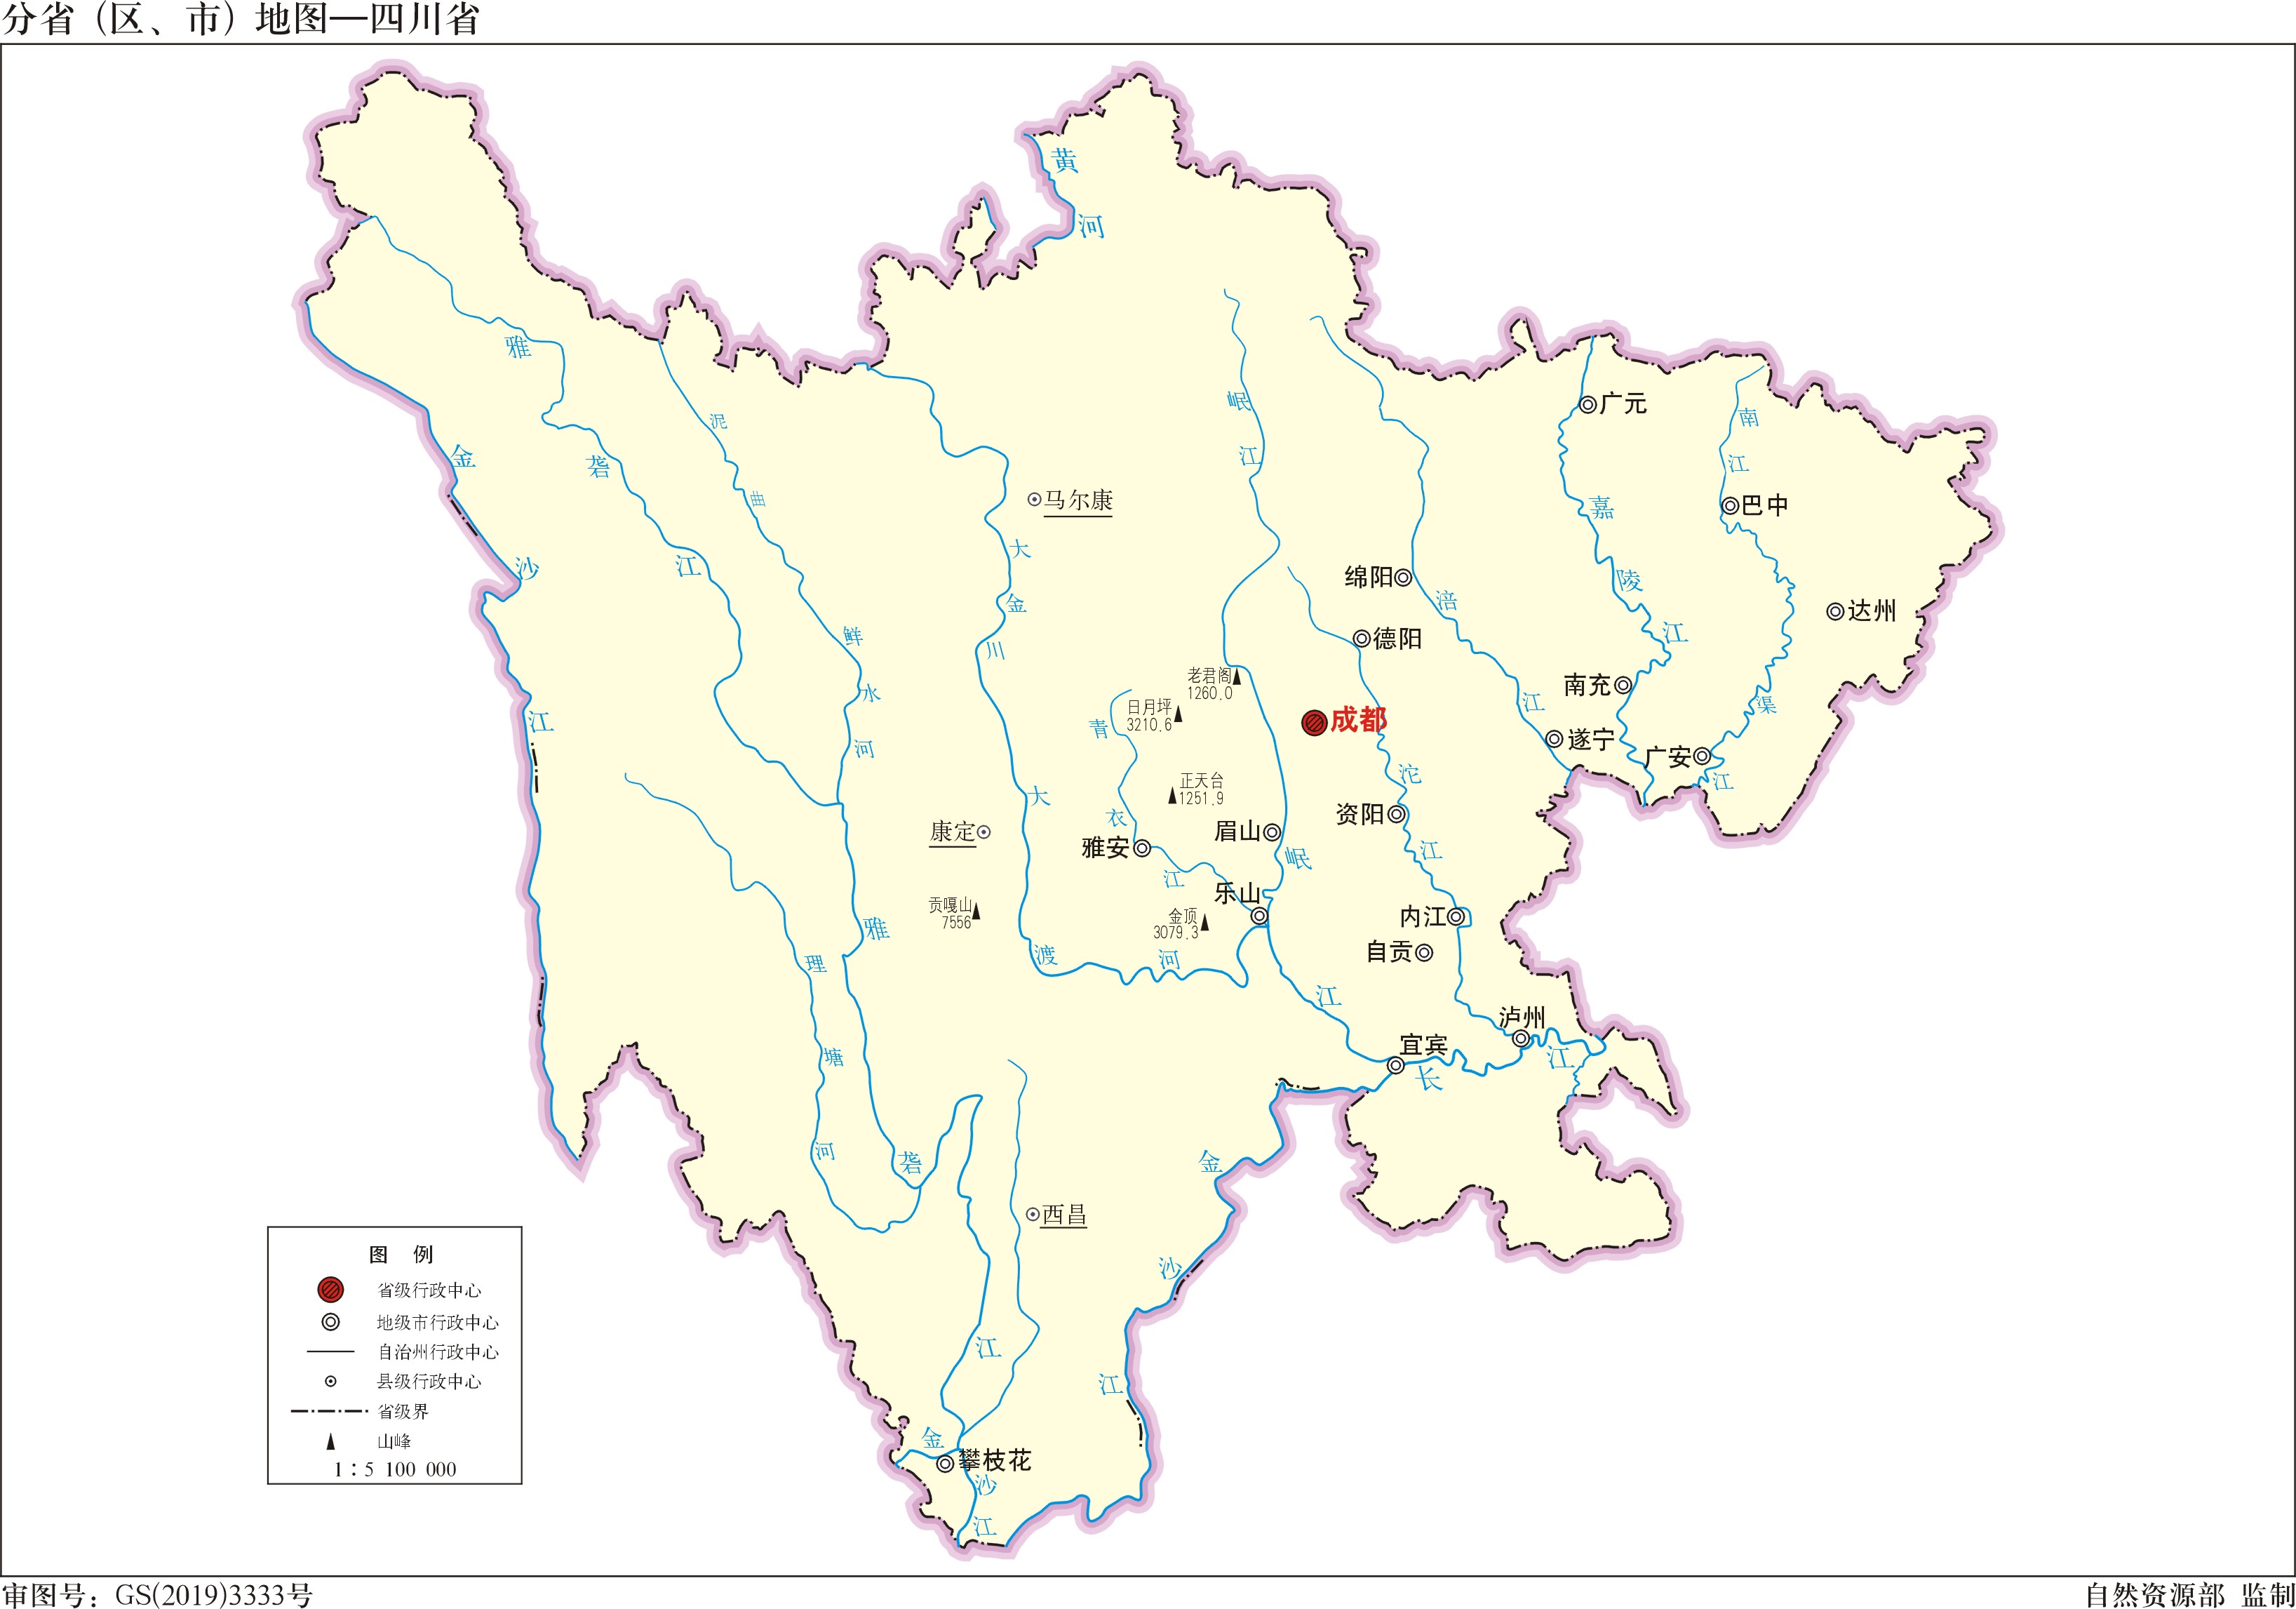 分省（区、市）地图—四川省
黄
河
雅
砻
江
泥
曲
鲜
水
河
金
沙
江
马尔康
大
金
川
岷
江
广元
南
江
巴中
嘉
陵
江
绵阳
涪
江
德阳
达州
南充
遂宁
广安
渠
江
老君阁
1260.0
日月坪
3210.6
成都
青
衣
江
正天台
1251.9
沱
江
资阳
眉山
岷
江
康定
大
渡
河
雅安
贡嘎山
7556
乐山
金顶
3079.3
内江
自贡
雅
砻
江
理
塘
河
泸州
宜宾
长
江
西昌
金
沙
江
金
沙
江
攀枝花
图 例
省级行政中心
地级市行政中心
自治州行政中心
县级行政中心
省级界
山峰
1：5 100 000
审图号：GS(2019)3333号
自然资源部 监制